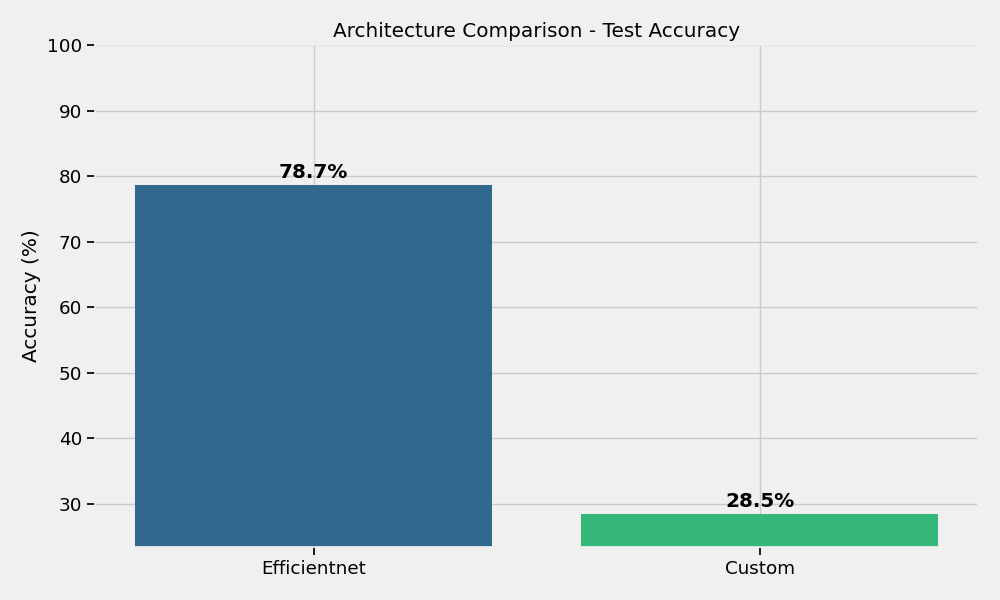 Architecture Comparison - Test Accuracy
100
90
80
70
60
50
40
30
Accuracy (%)
78.7%
28.5%
Efficientnet
Custom